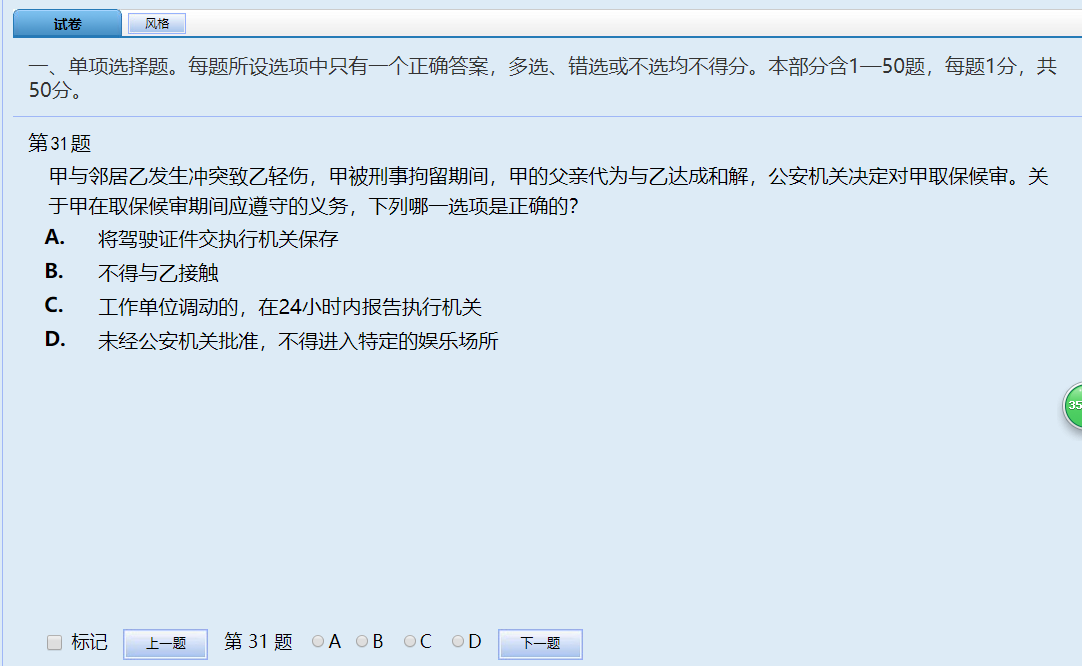 试卷 风格
一、单项选择题。每题所设选项中只有一个正确答案，多选、错选或不选均不得分。本部分含1—50题，每题1分，共
50分。
第31题
甲与邻居乙发生冲突致乙轻伤，甲被刑事拘留期间，甲的父亲代为与乙达成和解，公安机关决定对甲取保候审。关
于甲在取保候审期间应遵守的义务，下列哪一选项是正确的？
A. 将驾驶证件交执行机关保存
B. 不得与乙接触
C. 工作单位调动的，在24小时内报告执行机关
D. 未经公安机关批准，不得进入特定的娱乐场所
35
标记 上一题 第 31 题 A B C D 下一题